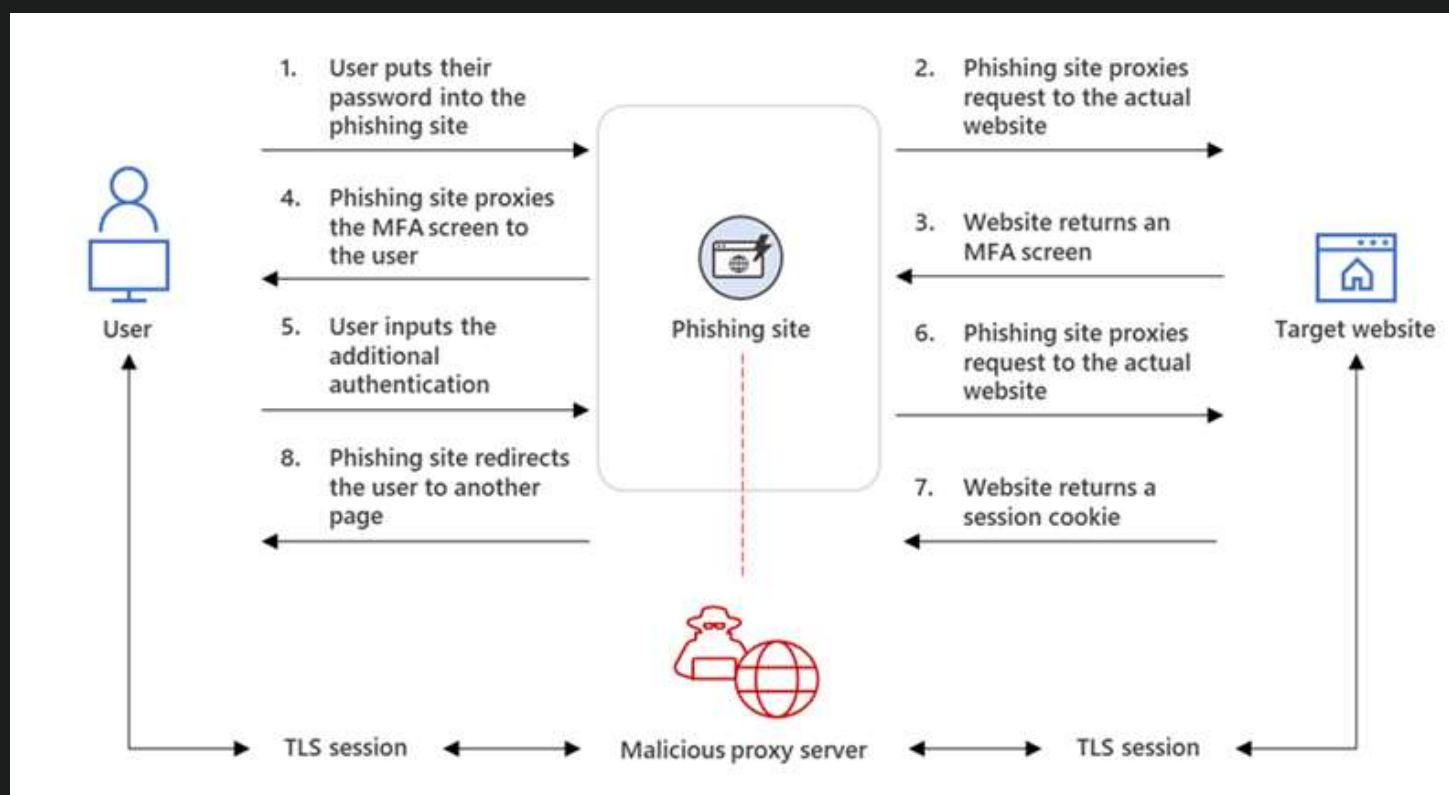 1. User puts their
password into the
phishing site
2. Phishing site proxies
request to the actual
website
4. Phishing site proxies
the MFA screen to
the user
3. Website returns an
MFA screen
User
Phishing site
Target website
5. User inputs the
additional
authentication
6. Phishing site proxies
request to the actual
website
8. Phishing site redirects
the user to another
page
7. Website returns a
session cookie
TLS session
Malicious proxy server
TLS session